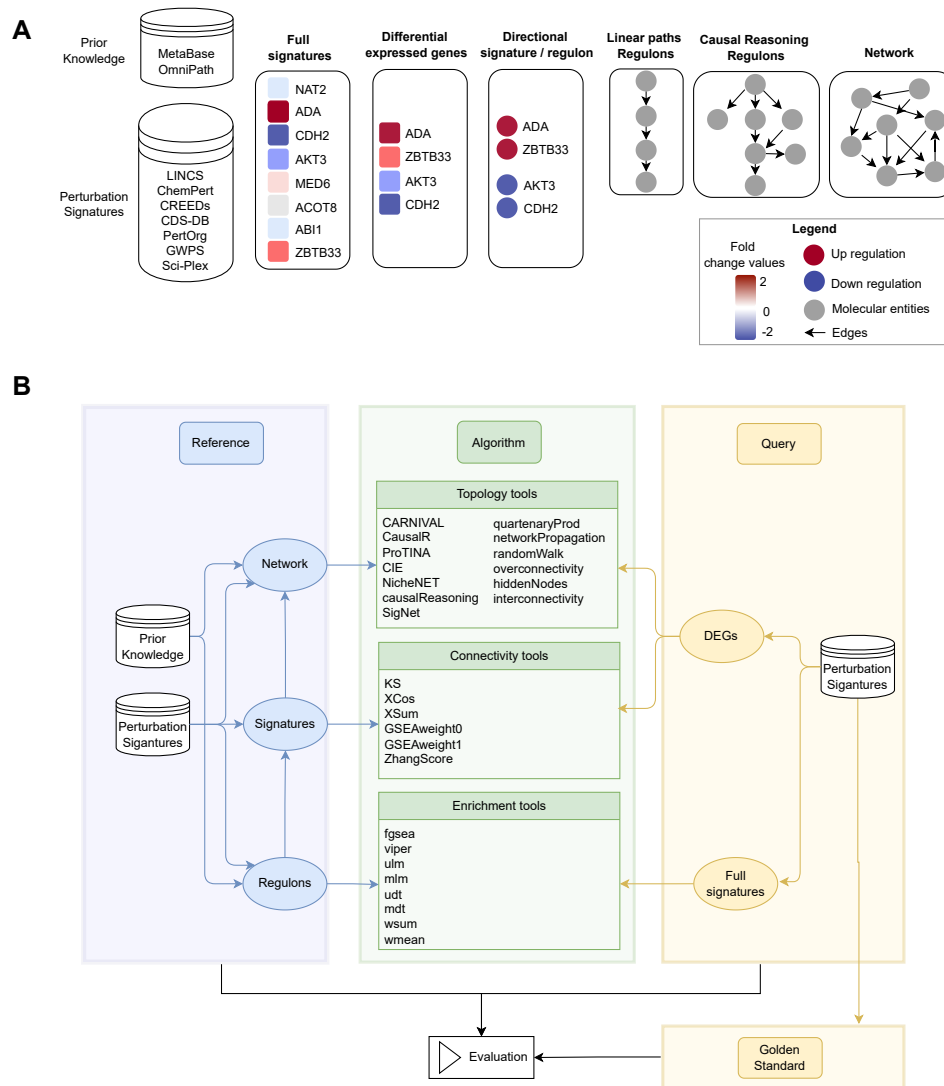 A
Prior
Knowledge
MetaBase
OmniPath
Perturbation
Signatures
LINCS
ChemPert
CREEDs
CDS-DB
PertOrg
GWPS
Sci-Plex
Full
signatures
NAT2
ADA
CDH2
AKT3
MED6
ACOT8
ABI1
ZBTB33
Differential
expressed genes
ADA
ZBTB33
AKT3
CDH2
Directional
signature / regulon
ADA
ZBTB33
AKT3
CDH2
Linear paths
Regulons
Causal Reasoning
Regulons
Network
Legend
Fold
change values
2
0
-2
Up regulation
Down regulation
Molecular entities
Edges
B
Reference
Algorithm
Query
Network
Prior
Knowledge
Perturbation
Sigantures
Signatures
Regulons
Topology tools
CARNIVAL
CausalR
ProTINA
CIE
NicheNET
causalReasoning
SigNet
quartenaryProd
networkPropagation
randomWalk
overconnectivity
hiddenNodes
interconnectivity
Connectivity tools
KS
XCos
XSum
GSEAweight0
GSEAweight1
ZhangScore
Enrichment tools
fgsea
viper
ulm
mlm
udt
mdt
wsum
wmean
DEGs
Perturbation
Sigantures
Full
signatures
Evaluation
Golden
Standard